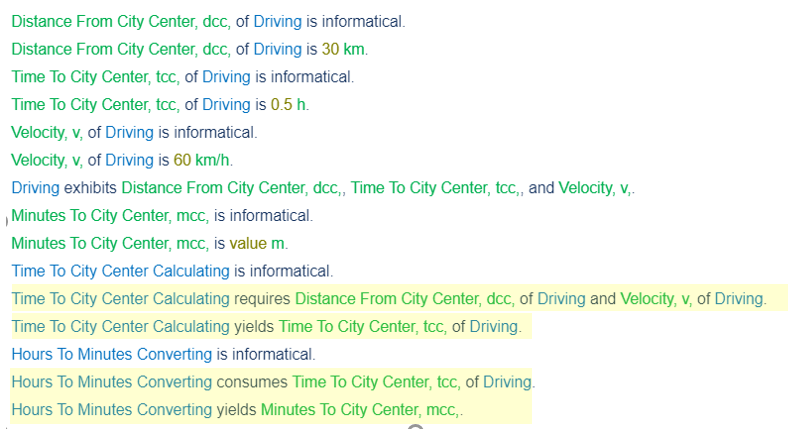 Distance From City Center, dcc, of Driving is informatical.
Distance From City Center, dcc, of Driving is 30 km.
Time To City Center, tcc, of Driving is informatical.
Time To City Center, tcc, of Driving is 0.5 h.
Velocity, v, of Driving is informatical.
Velocity, v, of Driving is 60 km/h.
Driving exhibits Distance From City Center, dcc,, Time To City Center, tcc,, and Velocity, v,.
Minutes To City Center, mcc, is informatical.
Minutes To City Center, mcc, is value m.
Time To City Center Calculating is informatical.
Time To City Center Calculating requires Distance From City Center, dcc, of Driving and Velocity, v, of Driving.
Time To City Center Calculating yields Time To City Center, tcc, of Driving.
Hours To Minutes Converting is informatical.
Hours To Minutes Converting consumes Time To City Center, tcc, of Driving.
Hours To Minutes Converting yields Minutes To City Center, mcc,.